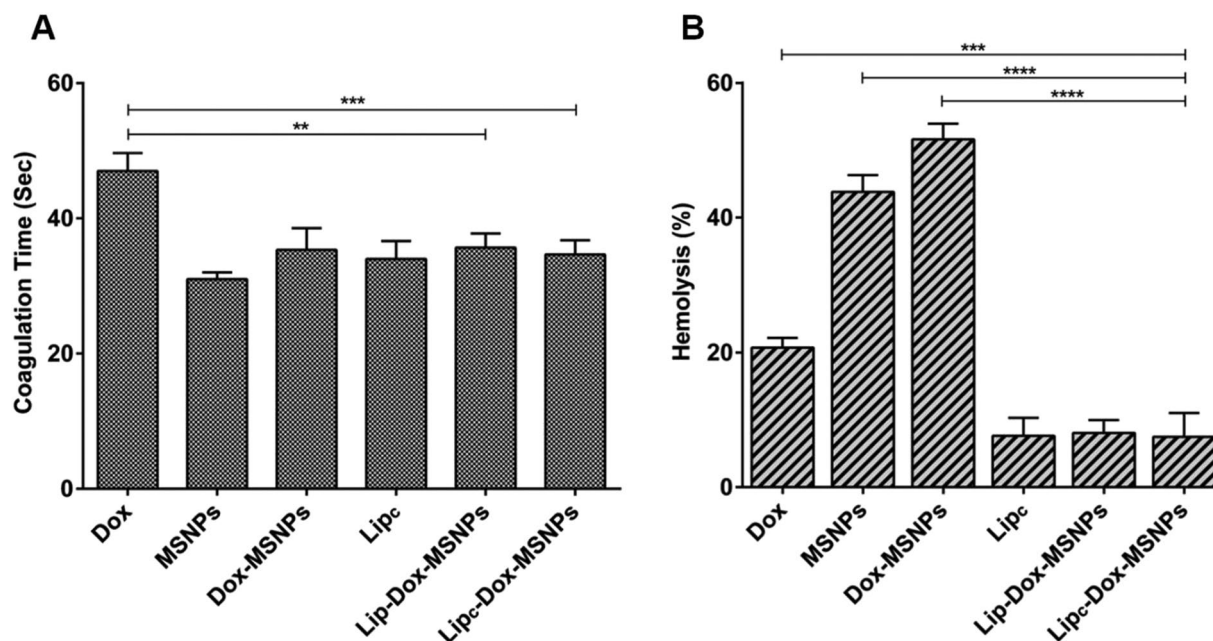 A
Coagulation Time (Sec)
60
40
20
0
***
**
Dox
MSNPs
Dox-MSNPs
Lipc
Lip-Dox-MSNPs
Lipc-Dox-MSNPs
B
Hemolysis (%)
60
40
20
0
***
****
****
Dox
MSNPs
Dox-MSNPs
Lipc
Lip-Dox-MSNPs
Lipc-Dox-MSNPs